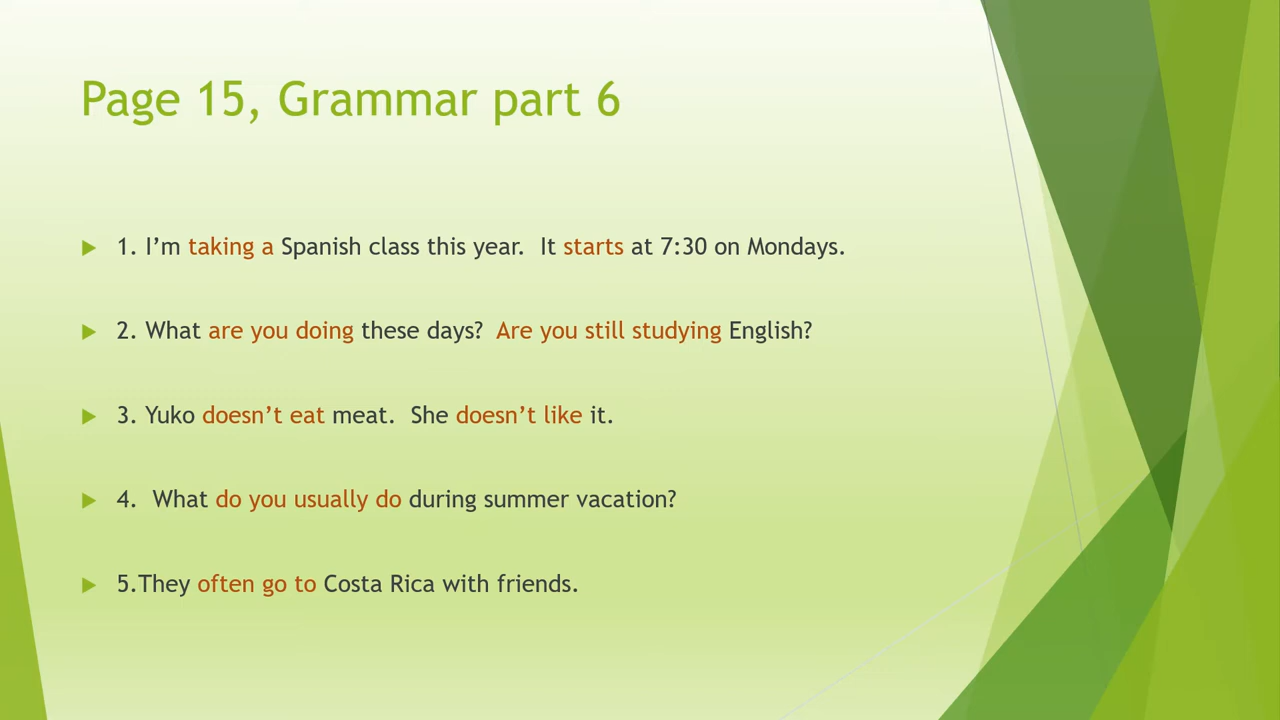 Page 15, Grammar part 6
1. I’m taking a Spanish class this year.  It starts at 7:30 on Mondays.
2. What are you doing these days?  Are you still studying English?
3. Yuko doesn’t eat meat.  She doesn’t like it.
4.  What do you usually do during summer vacation?
5.They often go to Costa Rica with friends.